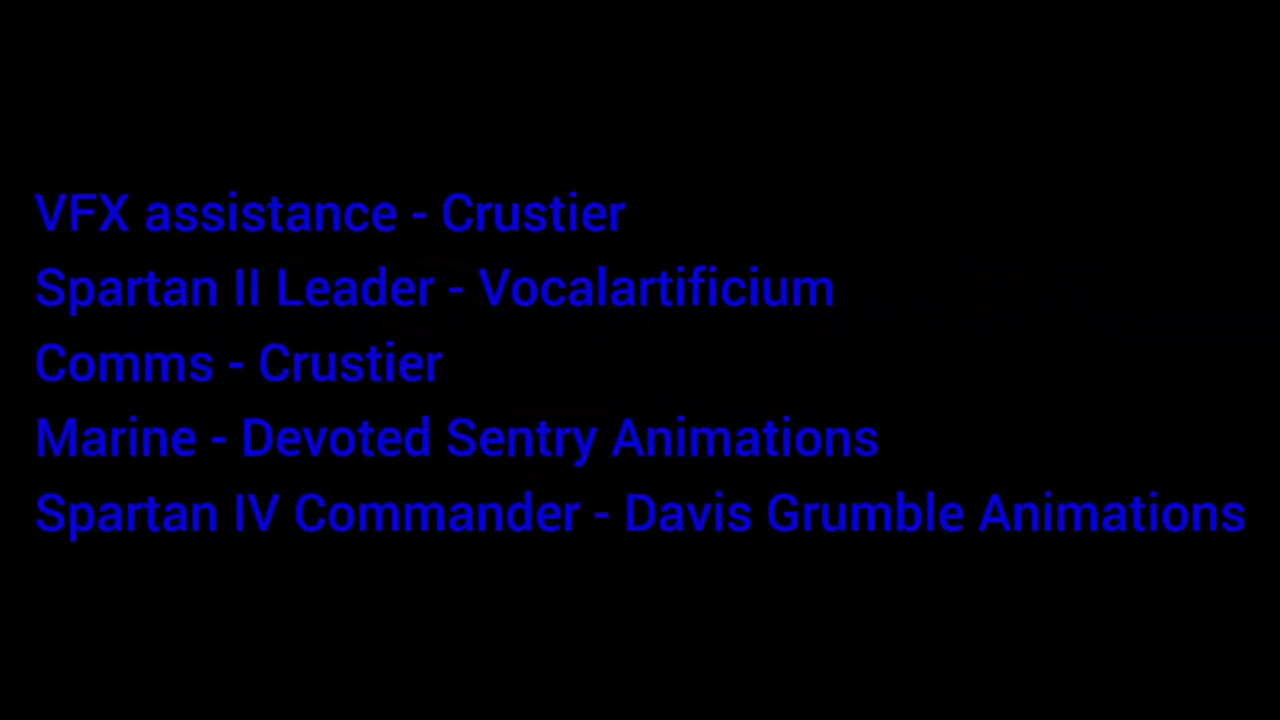 VFX assistance - Crustier
Spartan II Leader - Vocalartificium
Comms - Crustier
Marine - Devoted Sentry Animations
Spartan IV Commander - Davis Grumble Animations